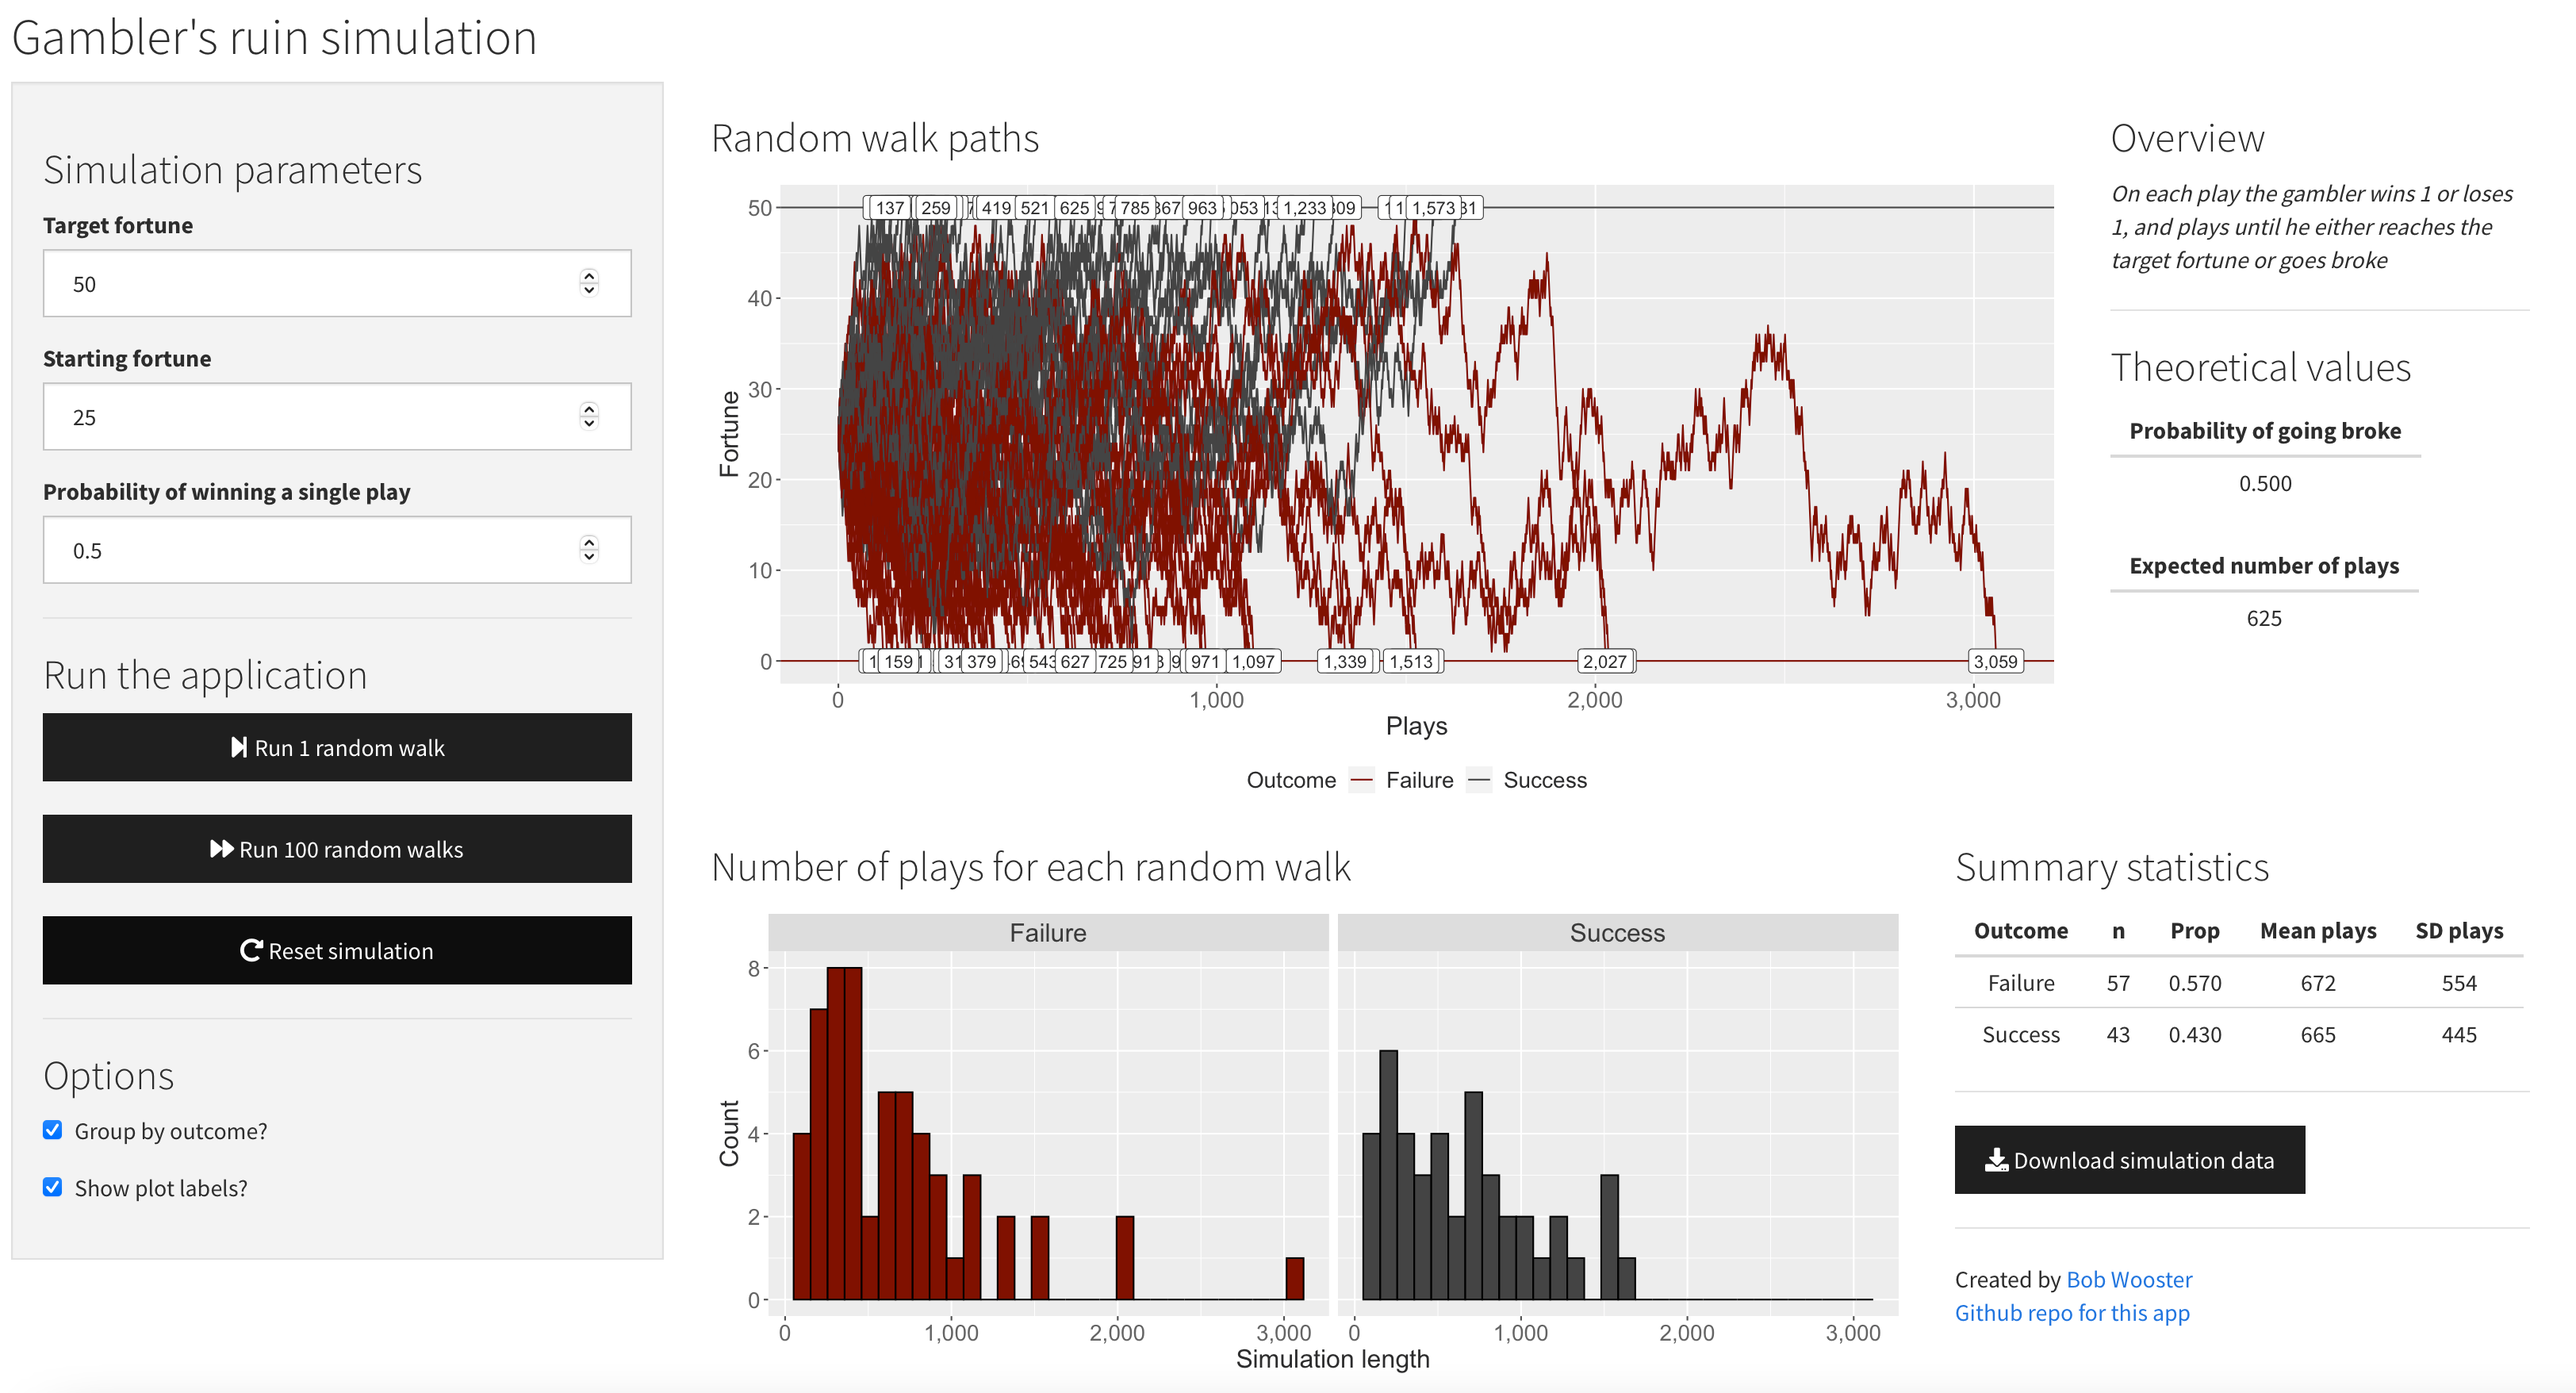 Gambler's ruin simulation
Simulation parameters
Target fortune
50
Starting fortune
25
Probability of winning a single play
0.5
Run the application
Run 1 random walk
Run 100 random walks
Reset simulation
Options
Group by outcome?
Show plot labels?
Random walk paths
137 259 419 521 625 785 963 1,233 1,573
50
40
30
20
10
0
Fortune
159 379 543 627 725 971 1,097 1,339 1,513 2,027 3,059
0 1,000 2,000 3,000
Plays
Outcome Failure Success
Overview
On each play the gambler wins 1 or loses
1, and plays until he either reaches the
target fortune or goes broke
Theoretical values
Probability of going broke
0.500
Expected number of plays
625
Number of plays for each random walk
Failure Success
8
6
4
2
0
Count
0 1,000 2,000 3,000 0 1,000 2,000 3,000
Simulation length
Summary statistics
Outcome n Prop Mean plays SD plays
Failure 57 0.570 672 554
Success 43 0.430 665 445
Download simulation data
Created by Bob Wooster
Github repo for this app